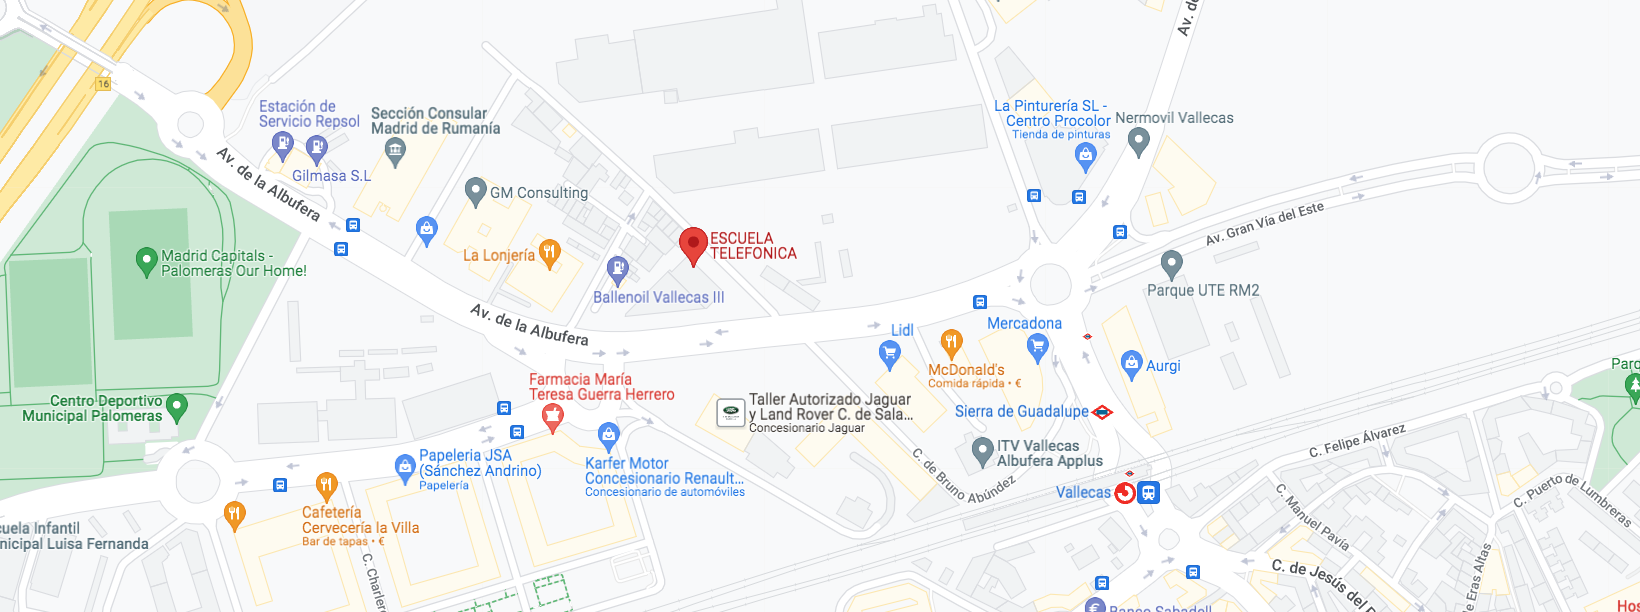 16
Av. de
Estación de
Servicio Repsol
Sección Consular
Madrid de Rumanía
La Pinturería SL -
Centro Procolor
Tienda de pinturas
Nermovil Vallecas
Gilmasa S.L
Av. de la Albufera
GM Consulting
Av. Gran Vía del Este
ESCUELA
TELEFONICA
La Lonjería
Madrid Capitals -
Palomeras Our Home!
Ballenoil Vallecas III
Parque UTE RM2
Av. de la Albufera
Lidl
Mercadona
McDonald's
Comida rápida • €
Aurgi
Parq
Farmacia María
Teresa Guerra Herrero
Centro Deportivo
Municipal Palomeras
Taller Autorizado Jaguar
y Land Rover C. de Sala...
Concesionario Jaguar
Sierra de Guadalupe
C. Felipe Álvarez
ITV Vallecas
Albufera Applus
Papeleria JSA
(Sánchez Andrino)
Papelería
Karfer Motor
Concesionario Renault...
Concesionario de automóviles
C. de Bruno Abúndez
Vallecas
C. Puerto de Lumbreras
C. Manuel Pavía
Cafetería
Cervecería la Villa
Bar de tapas • €
cuela Infantil
nicipal Luisa Fernanda
C. Charlero
C. de Jesús del P
de Eras Altas
Banco Sabadell
Hos